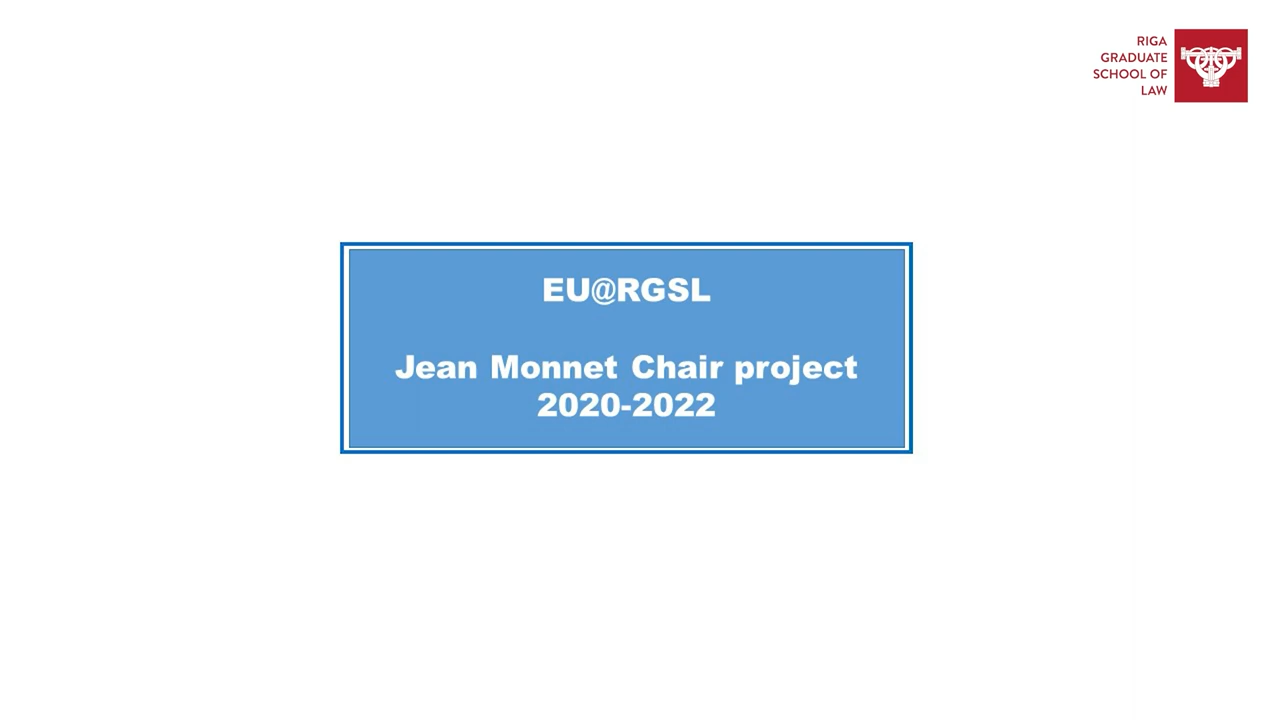 RIGA
GRADUATE
SCHOOL OF
LAW
EU@RGSL
Jean Monnet Chair project
2020-2022